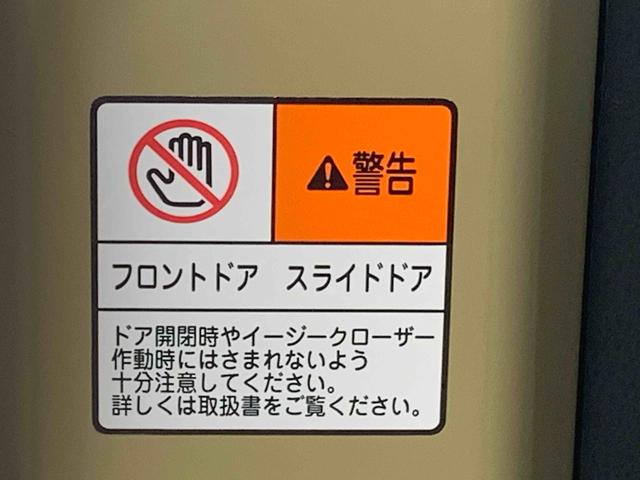 警告
フロントドア　スライドドア
ドア開閉時やイージークローザー
作動時にはさまれないよう
十分注意してください。
詳しくは取扱書をご覧ください。